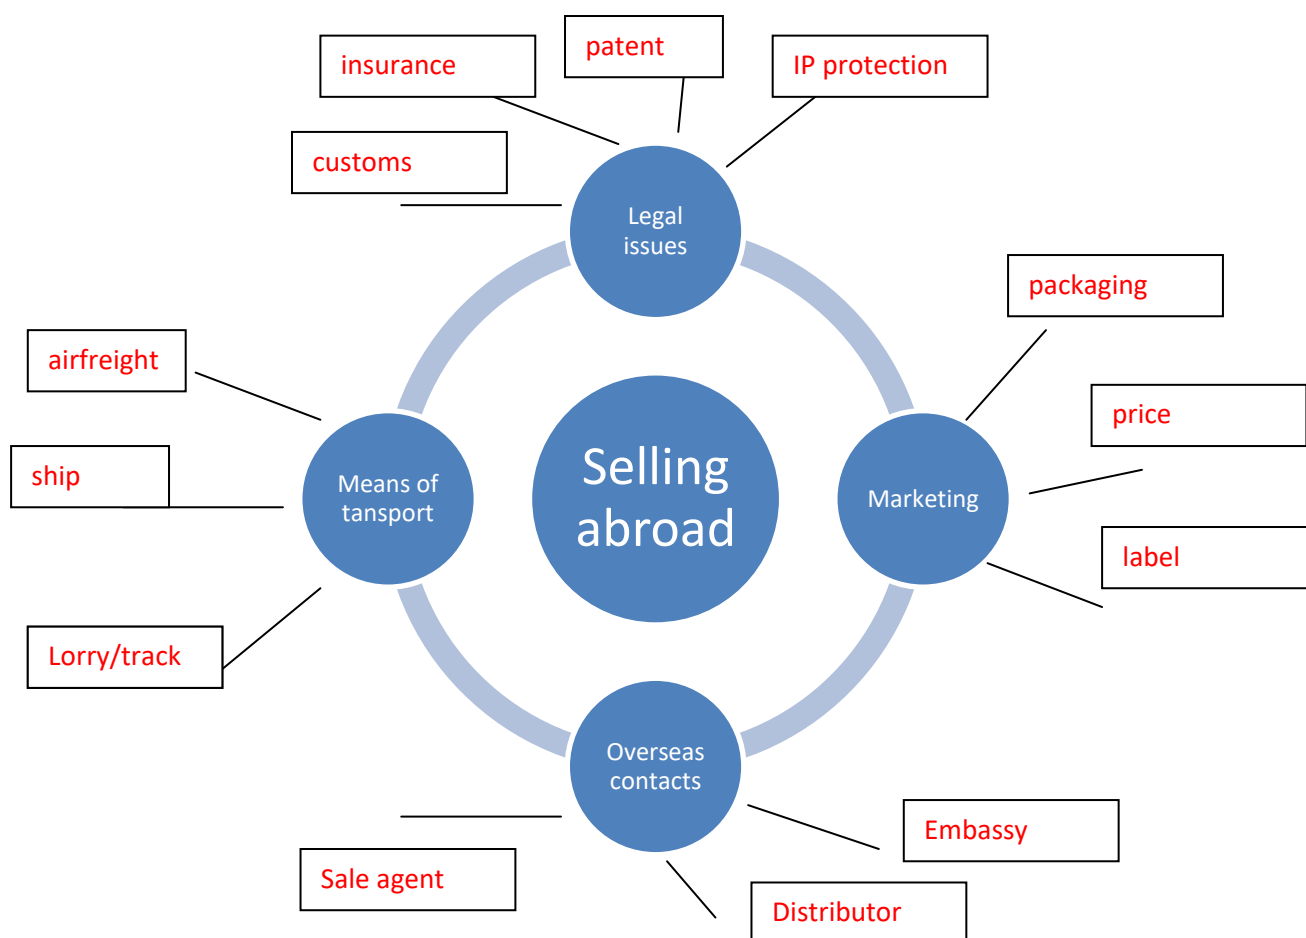 patent
insurance
IP protection
customs
Legal
issues
packaging
airfreight
price
Selling
abroad
ship
Means of
tansport
Marketing
label
Lorry/track
Overseas
contacts
Embassy
Sale agent
Distributor